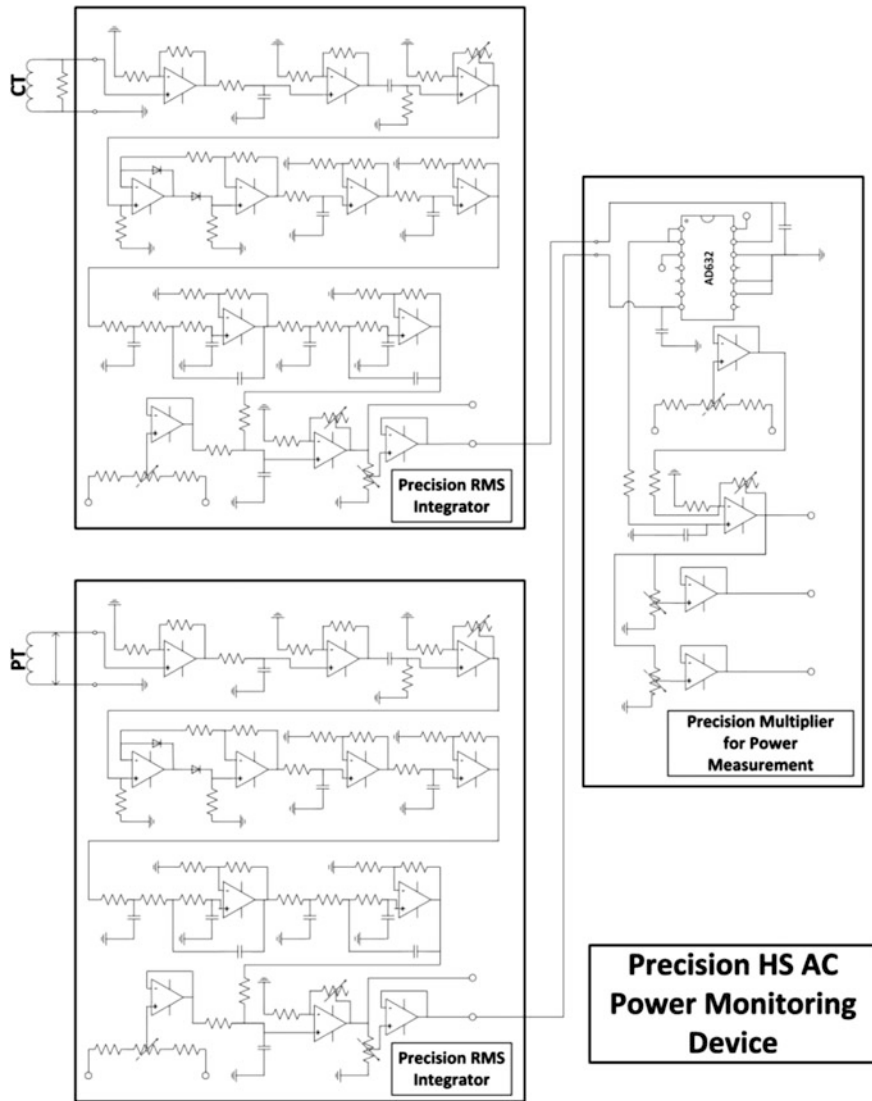 CT
Precision RMS
Integrator
AD632
Precision Multiplier
for Power
Measurement
PT
Precision RMS
Integrator
Precision HS AC
Power Monitoring
Device